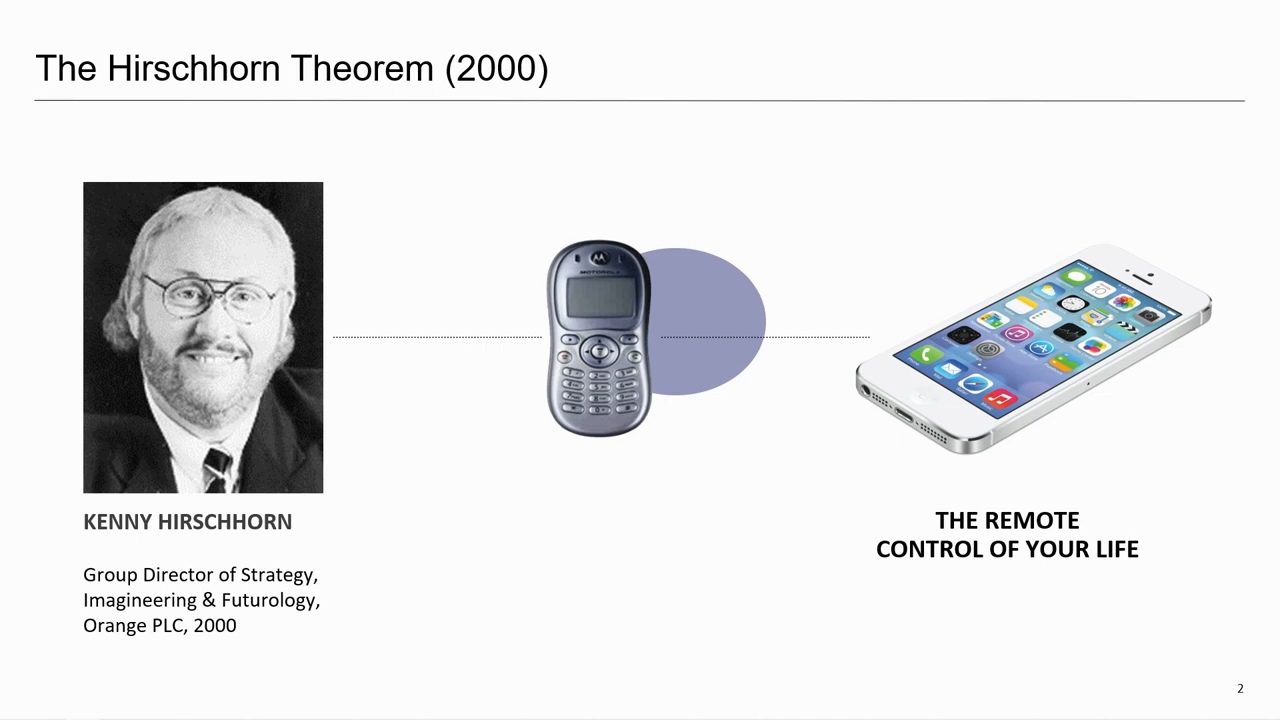 The Hirschhorn Theorem (2000)
MOTOROLA
KENNY HIRSCHHORN
Group Director of Strategy,
Imagineering & Futurology,
Orange PLC, 2000
THE REMOTE
CONTROL OF YOUR LIFE
2